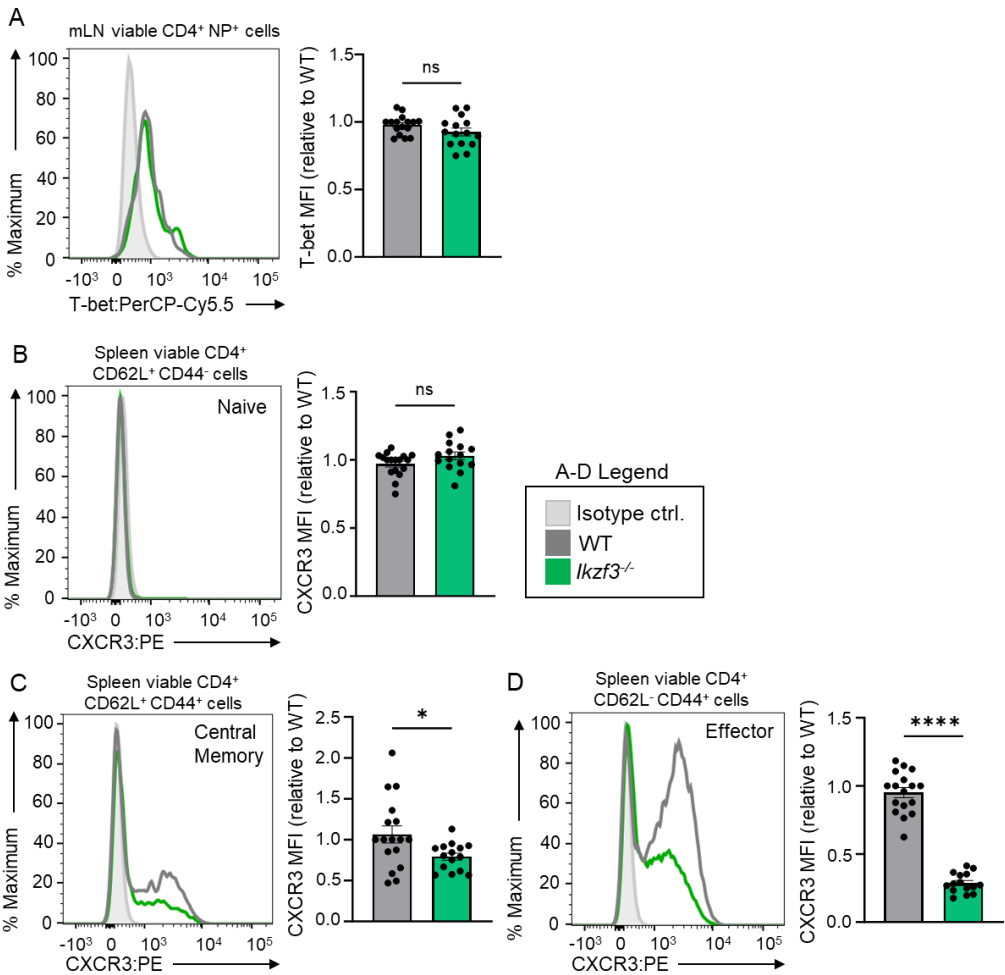 A
mLN viable CD4⁺ NP⁺ cells
% Maximum
100
80
60
40
20
0
-10³ 0 10³ 10⁴ 10⁵
T-bet:PerCP-Cy5.5
T-bet MFI (relative to WT)
1.5
1.0
0.5
0.0
ns
B
Spleen viable CD4⁺
CD62L⁺ CD44⁻ cells
Naive
% Maximum
100
80
60
40
20
0
-10³ 0 10³ 10⁴ 10⁵
CXCR3:PE
CXCR3 MFI (relative to WT)
1.5
1.0
0.5
0.0
ns
A-D Legend
Isotype ctrl.
WT
Ikzf3⁻/⁻
C
Spleen viable CD4⁺
CD62L⁺ CD44⁺ cells
Central
Memory
% Maximum
100
80
60
40
20
0
-10³ 0 10³ 10⁴ 10⁵
CXCR3:PE
CXCR3 MFI (relative to WT)
2.5
2.0
1.5
1.0
0.5
0.0
*
D
Spleen viable CD4⁺
CD62L⁻ CD44⁺ cells
Effector
% Maximum
100
80
60
40
20
0
-10³ 0 10³ 10⁴ 10⁵
CXCR3:PE
CXCR3 MFI (relative to WT)
1.5
1.0
0.5
0.0
****